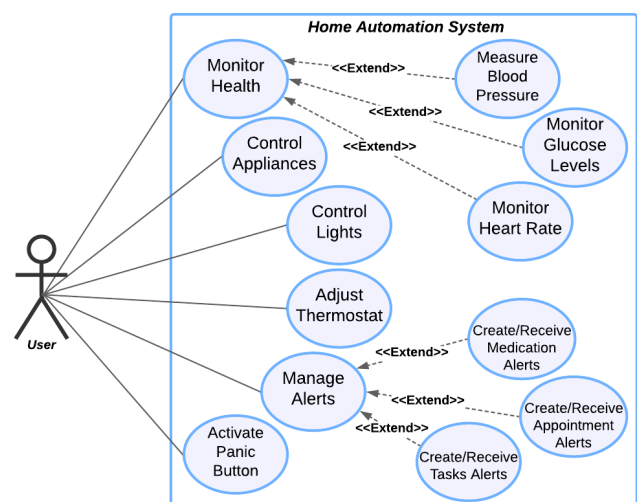 Home Automation System
Monitor
Health
<<Extend>>
Measure
Blood
Pressure
<<Extend>>
Monitor
Glucose
Levels
<<Extend>>
Monitor
Heart Rate
Control
Appliances
Control
Lights
Adjust
Thermostat
User
Manage
Alerts
<<Extend>>
Create/Receive
Medication
Alerts
<<Extend>>
Create/Receive
Appointment
Alerts
<<Extend>>
Create/Receive
Tasks Alerts
Activate
Panic
Button